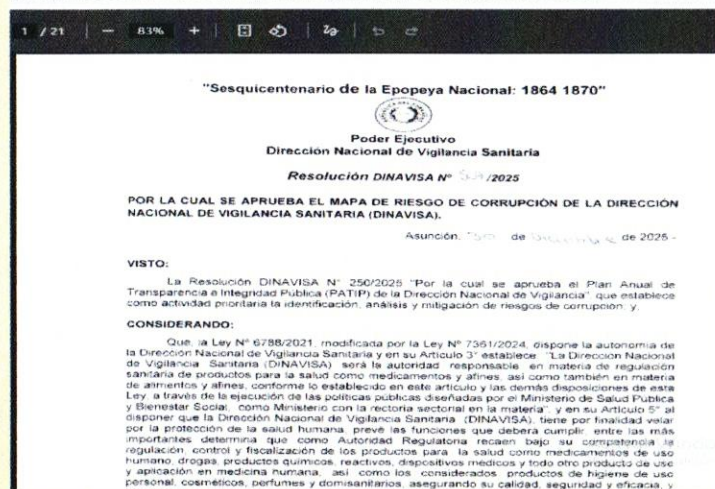 1 / 21 83%
"Sesquicentenario de la Epopeya Nacional: 1864 1870"
Poder Ejecutivo
Dirección Nacional de Vigilancia Sanitaria
Resolución DINAVISA N° /2025
POR LA CUAL SE APRUEBA EL MAPA DE RIESGO DE CORRUPCIÓN DE LA DIRECCIÓN
NACIONAL DE VIGILANCIA SANITARIA (DINAVISA).
Asunción, de de 2025 -
VISTO:
La Resolución DINAVISA N° 250/2025 "Por la cual se aprueba el Plan Anual de
Transparencia e Integridad Pública (PATIP) de la Dirección Nacional de Vigilancia" que establece
como actividad prioritaria la identificación, análisis y mitigación de riesgos de corrupción, y,
CONSIDERANDO:
Que, la Ley N° 6788/2021, modificada por la Ley N° 7361/2024, dispone la autonomía de
la Dirección Nacional de Vigilancia Sanitaria y en su Artículo 3° establece: "La Dirección Nacional
de Vigilancia Sanitaria (DINAVISA) será la autoridad responsable en materia de regulación
sanitaria de productos para la salud como medicamentos y afines, así como también en materia
de alimentos y afines, conforme lo establecido en este artículo y las demás disposiciones de esta
Ley, a través de la ejecución de las políticas públicas diseñadas por el Ministerio de Salud Pública
y Bienestar Social, como Ministerio con la rectoría sectorial en la materia", y en su Artículo 5° al
disponer que la Dirección Nacional de Vigilancia Sanitaria (DINAVISA), tiene por finalidad velar
por la protección de la salud humana, prevé las funciones que deberá cumplir, entre las más
importantes determina que como Autoridad Regulatoria recaen bajo su competencia la
regulación, control y fiscalización de los productos para la salud como medicamentos de uso
humano, drogas, productos químicos, reactivos, dispositivos médicos y todo otro producto de uso
y aplicación en medicina humana, así como los considerados productos de higiene de uso
personal, cosméticos, perfumes y domisanitarios, asegurando su calidad, seguridad y eficacia, y